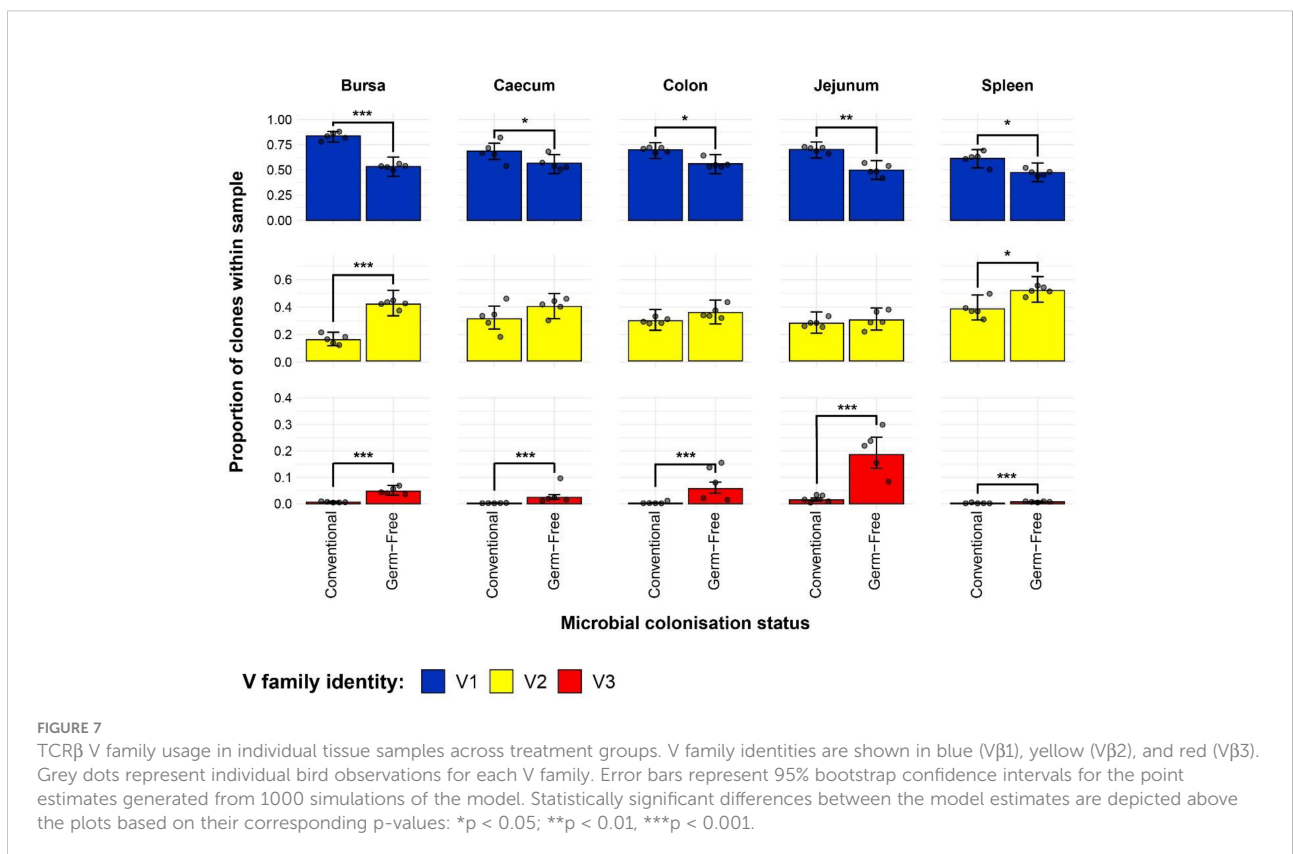 Bursa
Caecum
Colon
Jejunum
Spleen
Proportion of clones within sample
1.00
0.75
0.50
0.25
0.00
***
*
*
**
*
0.6
0.4
0.2
0.0
***
*
0.4
0.3
0.2
0.1
0.0
***
***
***
***
***
Conventional
Germ-Free
Conventional
Germ-Free
Conventional
Germ-Free
Conventional
Germ-Free
Conventional
Germ-Free
Microbial colonisation status
V family identity: V1 V2 V3
FIGURE 7
TCRβ V family usage in individual tissue samples across treatment groups. V family identities are shown in blue (Vβ1), yellow (Vβ2), and red (Vβ3).
Grey dots represent individual bird observations for each V family. Error bars represent 95% bootstrap confidence intervals for the point
estimates generated from 1000 simulations of the model. Statistically significant differences between the model estimates are depicted above
the plots based on their corresponding p-values: *p < 0.05; **p < 0.01, ***p < 0.001.